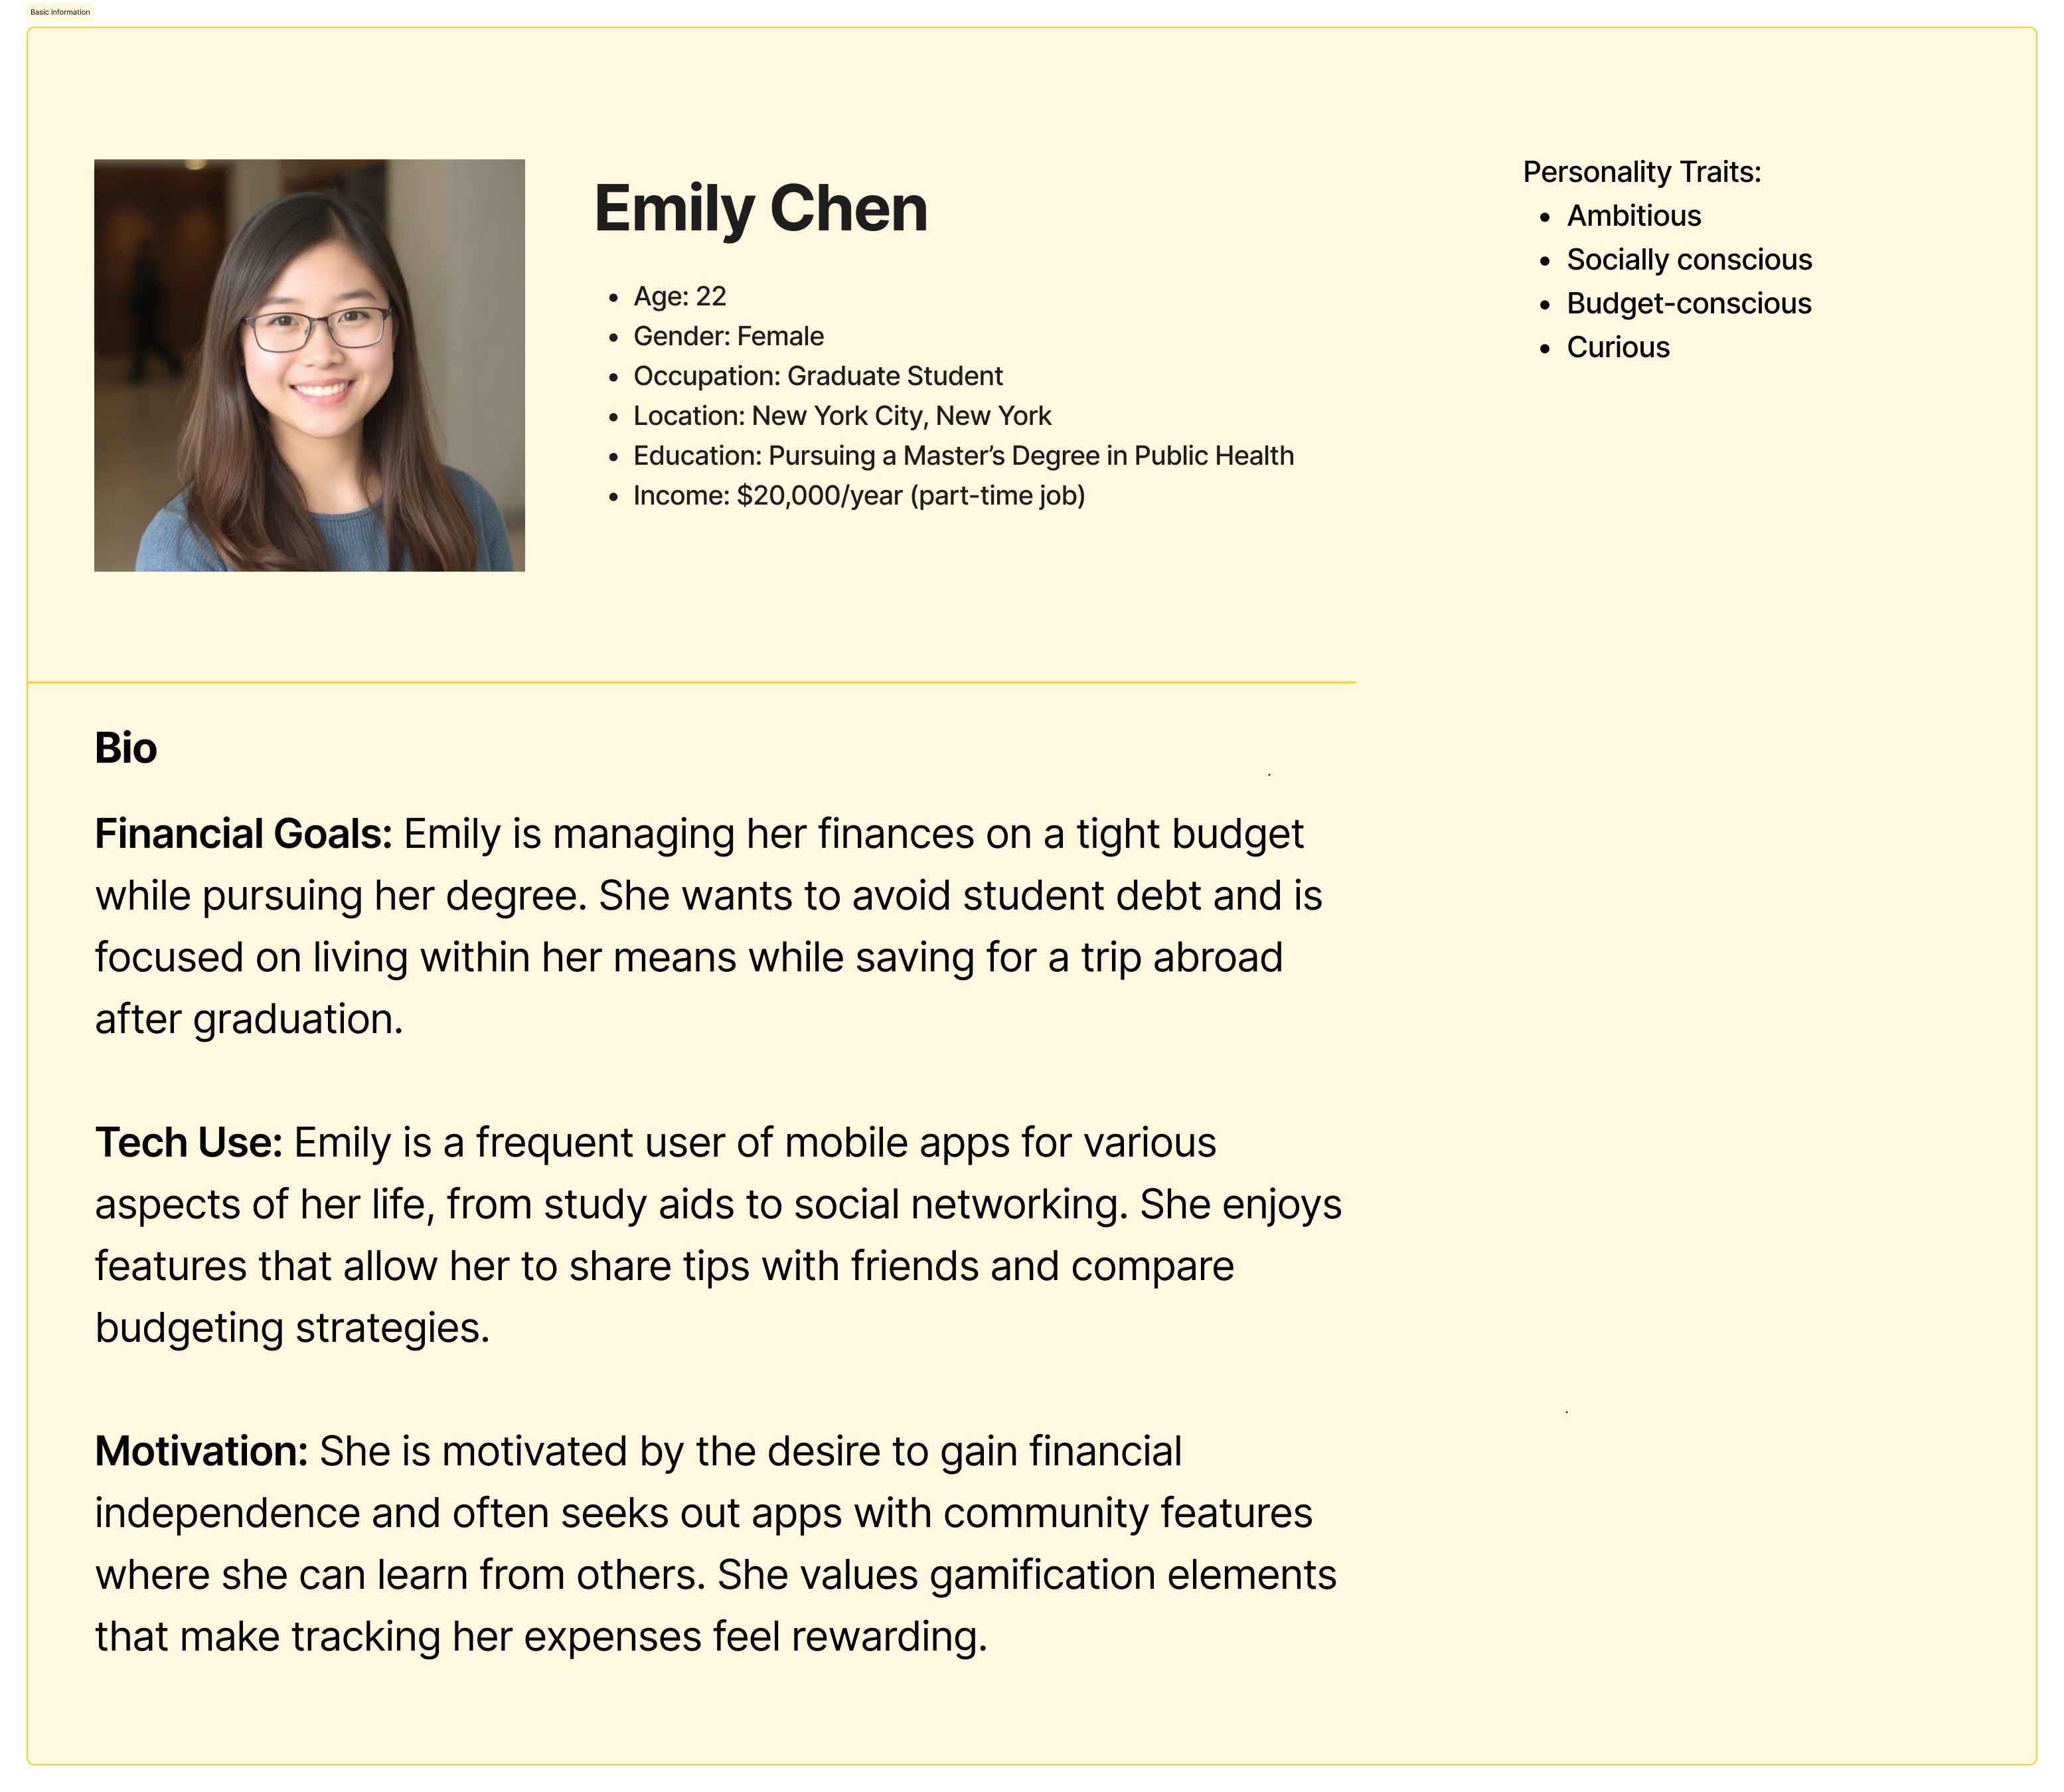 Basic information
Emily Chen
• Age: 22
• Gender: Female
• Occupation: Graduate Student
• Location: New York City, New York
• Education: Pursuing a Master’s Degree in Public Health
• Income: $20,000/year (part-time job)
Personality Traits:
• Ambitious
• Socially conscious
• Budget-conscious
• Curious
Bio
Financial Goals: Emily is managing her finances on a tight budget
while pursuing her degree. She wants to avoid student debt and is
focused on living within her means while saving for a trip abroad
after graduation.
Tech Use: Emily is a frequent user of mobile apps for various
aspects of her life, from study aids to social networking. She enjoys
features that allow her to share tips with friends and compare
budgeting strategies.
Motivation: She is motivated by the desire to gain financial
independence and often seeks out apps with community features
where she can learn from others. She values gamification elements
that make tracking her expenses feel rewarding.